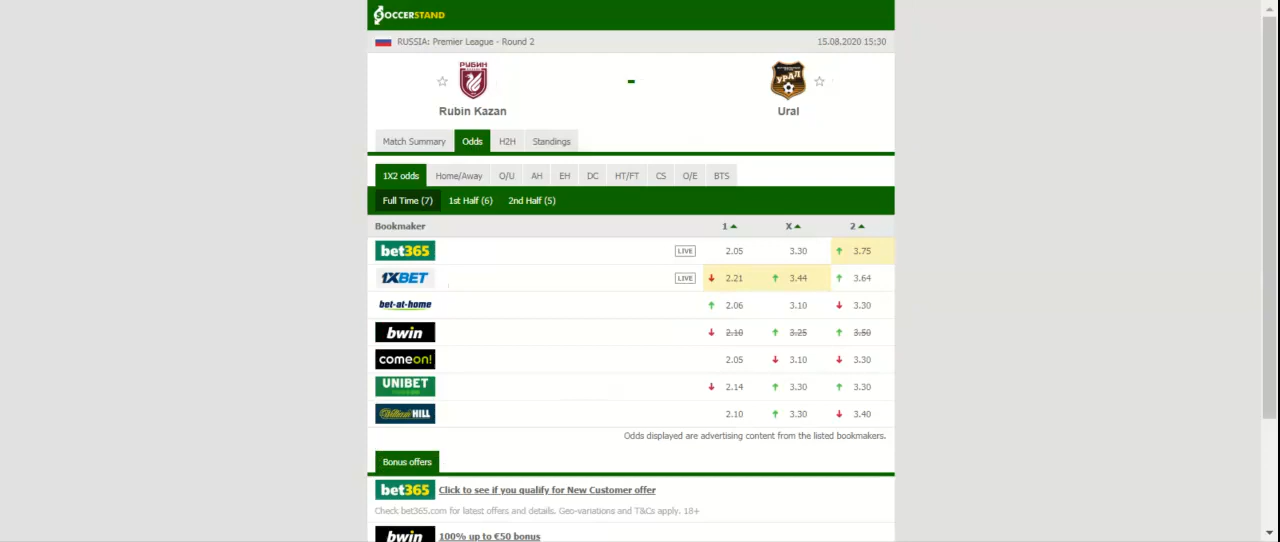 SOCCERSTAND
RUSSIA: Premier League - Round 2 15.08.2020 15:30
РУБИН
УРАЛ
-
Rubin Kazan Ural
Match Summary Odds H2H Standings
1X2 odds Home/Away O/U AH EH DC HT/FT CS O/E BTS
Full Time (7) 1st Half (6) 2nd Half (5)
Bookmaker 1 X 2
bet365 LIVE 2.05 3.30 3.75
1XBET LIVE 2.21 3.44 3.64
bet-at-home 2.06 3.10 3.30
bwin 2.10 3.25 3.50
comeon! 2.05 3.10 3.30
UNIBET 2.14 3.30 3.30
William HILL 2.10 3.30 3.40
Odds displayed are advertising content from the listed bookmakers.
Bonus offers
bet365 Click to see if you qualify for New Customer offer
Check bet365.com for latest offers and details. Geo-variations and T&Cs apply. 18+
bwin 100% up to €50 bonus